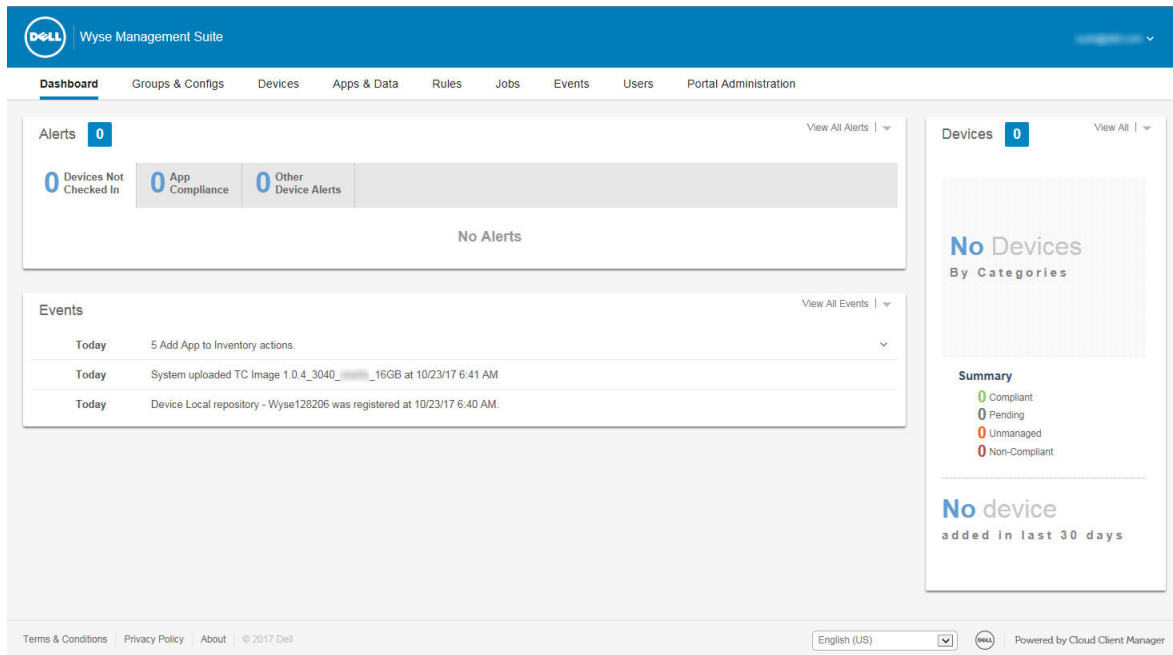 DELL
Wyse Management Suite
Dashboard Groups & Configs Devices Apps & Data Rules Jobs Events Users Portal Administration
Alerts 0
View All Alerts
0 Devices Not Checked In
0 App Compliance
0 Other Device Alerts
No Alerts
Events
View All Events
Today 5 Add App to Inventory actions.
Today System uploaded TC Image 1.0.4_3040_ _16GB at 10/23/17 6:41 AM
Today Device Local repository - Wyse128206 was registered at 10/23/17 6:40 AM.
Devices 0
View All
No Devices
By Categories
Summary
0 Compliant
0 Pending
0 Unmanaged
0 Non-Compliant
No device
added in last 30 days
Terms & Conditions Privacy Policy About © 2017 Dell
English (US)
DELL
Powered by Cloud Client Manager